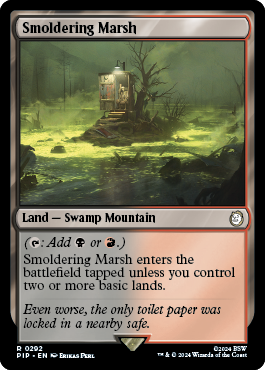 Smoldering Marsh
Land — Swamp Mountain
(T: Add B or R.)
Smoldering Marsh enters the
battlefield tapped unless you control
two or more basic lands.
Even worse, the only toilet paper was
locked in a nearby safe.
R 0292
PIP • EN Erikas Perl
©2024 BSW
™ & © 2024 Wizards of the Coast